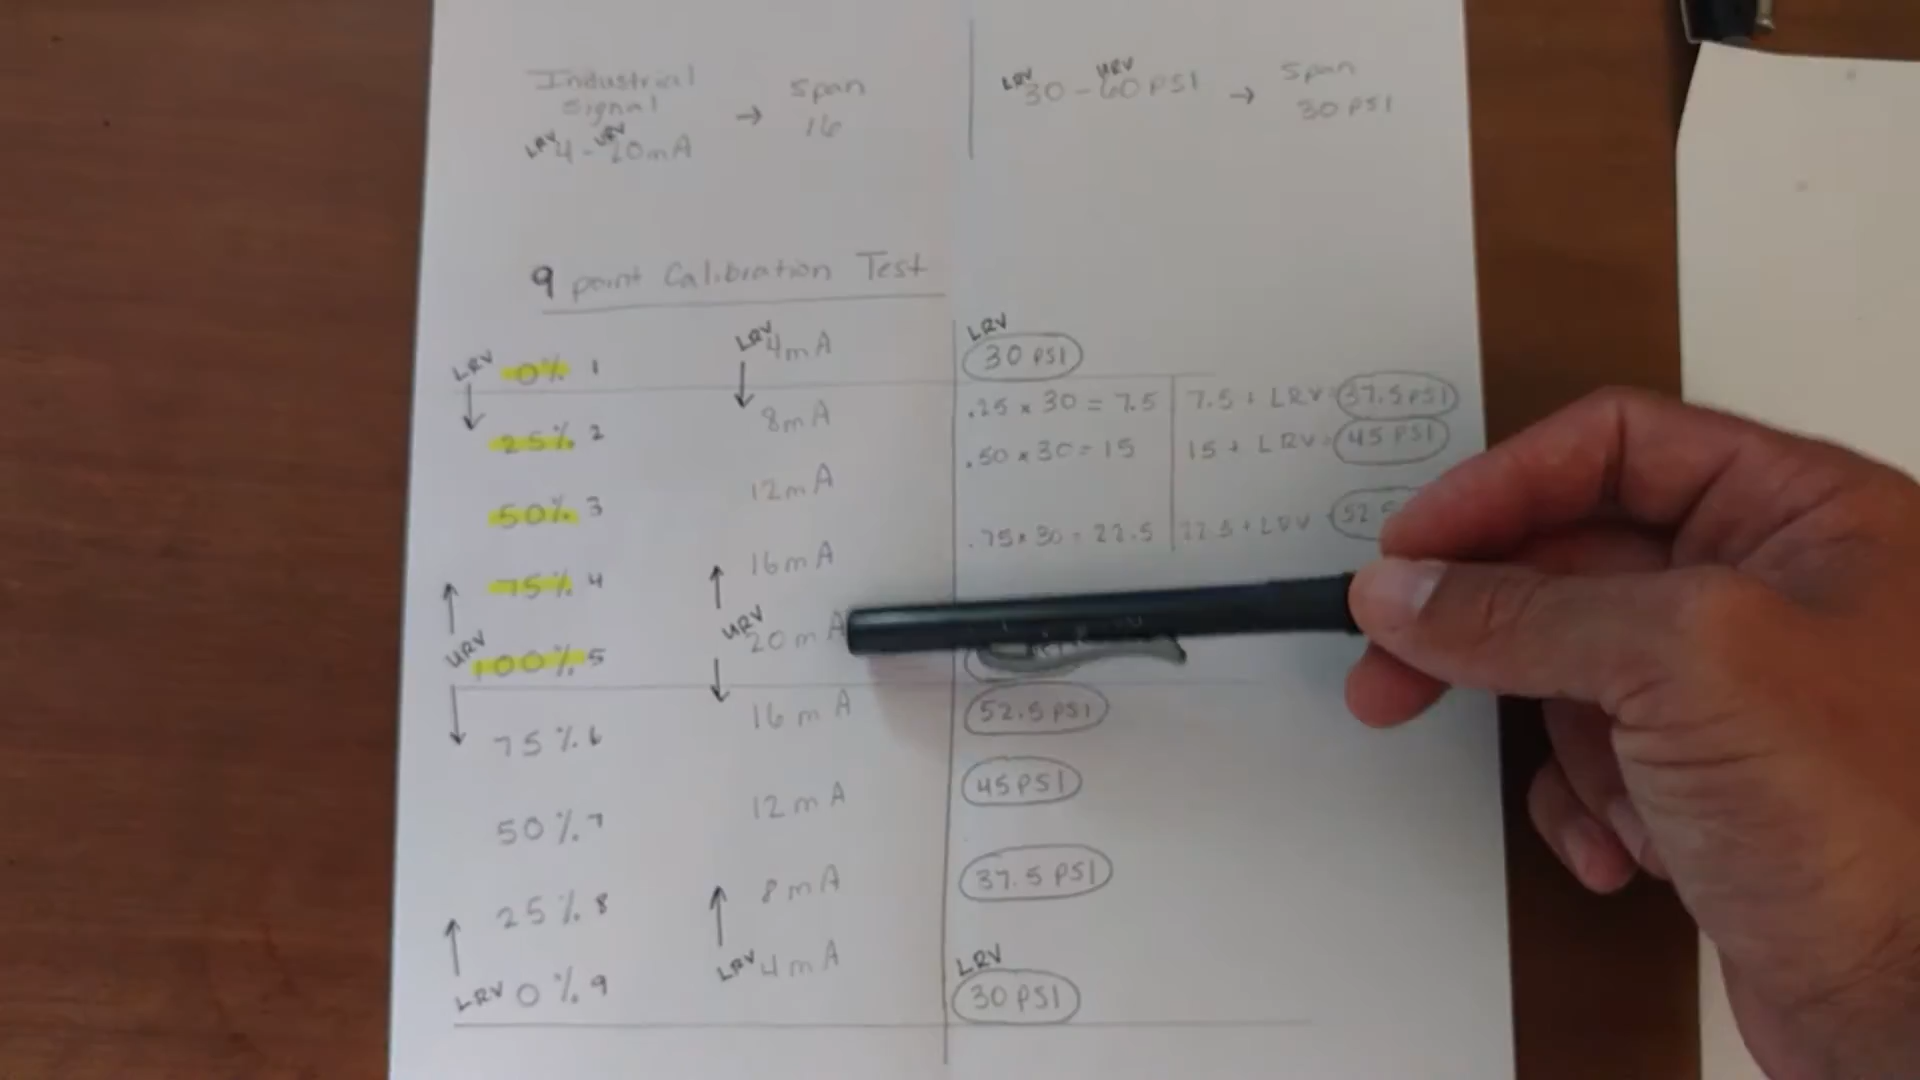 Industrial
Signal
LRV 4 - URV 20mA
→ Span
16
LRV 30 - URV 60 PSI → Span
30 PSI
9 point Calibration Test
LRV 0% 1 LRV 4mA LRV 30 PSI
25% 2 8mA .25 x 30 = 7.5 7.5 + LRV 37.5 PSI
50% 3 12mA .50 x 30 = 15 15 + LRV 45 PSI
75% 4 16mA .75 x 30 = 22.5 22.5 + LRV 52.5
URV 100% 5 URV 20mA
75% 6 16mA 52.5 PSI
50% 7 12mA 45 PSI
25% 8 8mA 37.5 PSI
LRV 0% 9 LRV 4mA LRV 30 PSI